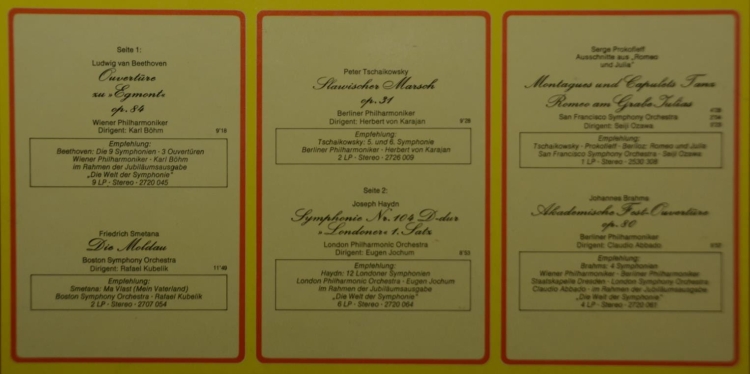 Seite 1:
Ludwig van Beethoven
Ouvertüre
zu »Egmont«
op. 84
Wiener Philharmoniker
Dirigent: Karl Böhm 9'16
Empfehlung:
Beethoven: Die 9 Symphonien · 3 Ouvertüren
Wiener Philharmoniker · Karl Böhm
im Rahmen der Jubiläumsausgabe
„Die Welt der Symphonie"
9 LP · Stereo · 2720 045
Friedrich Smetana
Die Moldau
Boston Symphony Orchestra
Dirigent: Rafael Kubelik 11'49
Empfehlung:
Smetana: Ma Vlast (Mein Vaterland)
Boston Symphony Orchestra · Rafael Kubelik
2 LP · Stereo · 2707 054
Peter Tschaikowsky
Slawischer Marsch
op. 31
Berliner Philharmoniker
Dirigent: Herbert von Karajan
Empfehlung:
Tschaikowsky: 5. und 6. Symphonie
Berliner Philharmoniker · Herbert von Karajan
2 LP · Stereo · 2726 009
Seite 2:
Joseph Haydn
Symphonie Nr. 104 D-dur
»Londoner« 1. Satz
London Philharmonic Orchestra
Dirigent: Eugen Jochum
Empfehlung:
Haydn: 12 Londoner Symphonien
London Philharmonic Orchestra · Eugen Jochum
im Rahmen der Jubiläumsausgabe
„Die Welt der Symphonie"
6 LP · Stereo · 2720 064
Serge Prokofieff
Ausschnitte aus „Romeo
und Julia"
Montagues und Capulets Tanz
Romeo am Grabe Julias
San Francisco Symphony Orchestra
Dirigent: Seiji Ozawa
Empfehlung:
Tschaikowsky · Prokofieff · Berlioz: Romeo und Julia
San Francisco Symphony Orchestra · Seiji Ozawa
1 LP · Stereo · 2530 308
Johannes Brahms
Akademische Fest-Ouvertüre
op. 80
Berliner Philharmoniker
Dirigent: Claudio Abbado
Empfehlung:
Brahms: 4 Symphonien
Wiener Philharmoniker · Berliner Philharmoniker
Staatskapelle Dresden · London Symphony Orchestra
Claudio Abbado · im Rahmen der Jubiläumsausgabe
„Die Welt der Symphonie"
4 LP · Stereo · 2720 061